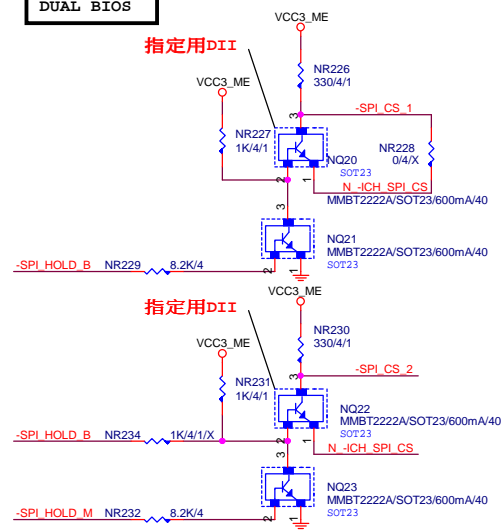 DUAL BIOS
VCC3_ME
指定用DII
NR226
330/4/1
VCC3_ME
3
-SPI_CS_1
NR227
1K/4/1
NR228
0/4/X
NQ20
SOT23
2
1
N_-ICH_SPI_CS
MMBT2222A/SOT23/600mA/40
3
NQ21
MMBT2222A/SOT23/600mA/40
SOT23
-SPI_HOLD_B NR229 8.2K/4
2
1
VCC3_ME
指定用DII
NR230
330/4/1
VCC3_ME
3
-SPI_CS_2
NR231
1K/4/1
NQ22
MMBT2222A/SOT23/600mA/40
SOT23
-SPI_HOLD_B NR234 1K/4/1/X
2
1
N_-ICH_SPI_CS
3
NQ23
MMBT2222A/SOT23/600mA/40
SOT23
-SPI_HOLD_M NR232 8.2K/4
2
1